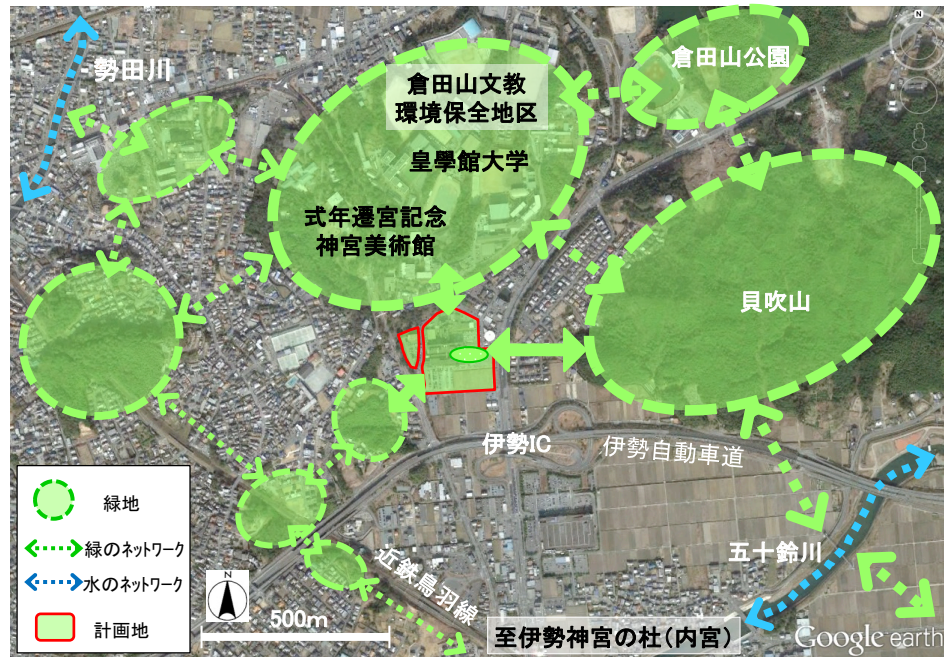 N
勢田川
倉田山公園
倉田山文教
環境保全地区
皇學館大学
式年遷宮記念
神宮美術館
貝吹山
伊勢IC
伊勢自動車道
緑地
緑のネットワーク
水のネットワーク
計画地
N
500m
近鉄鳥羽線
五十鈴川
至伊勢神宮の杜(内宮)
Google earth